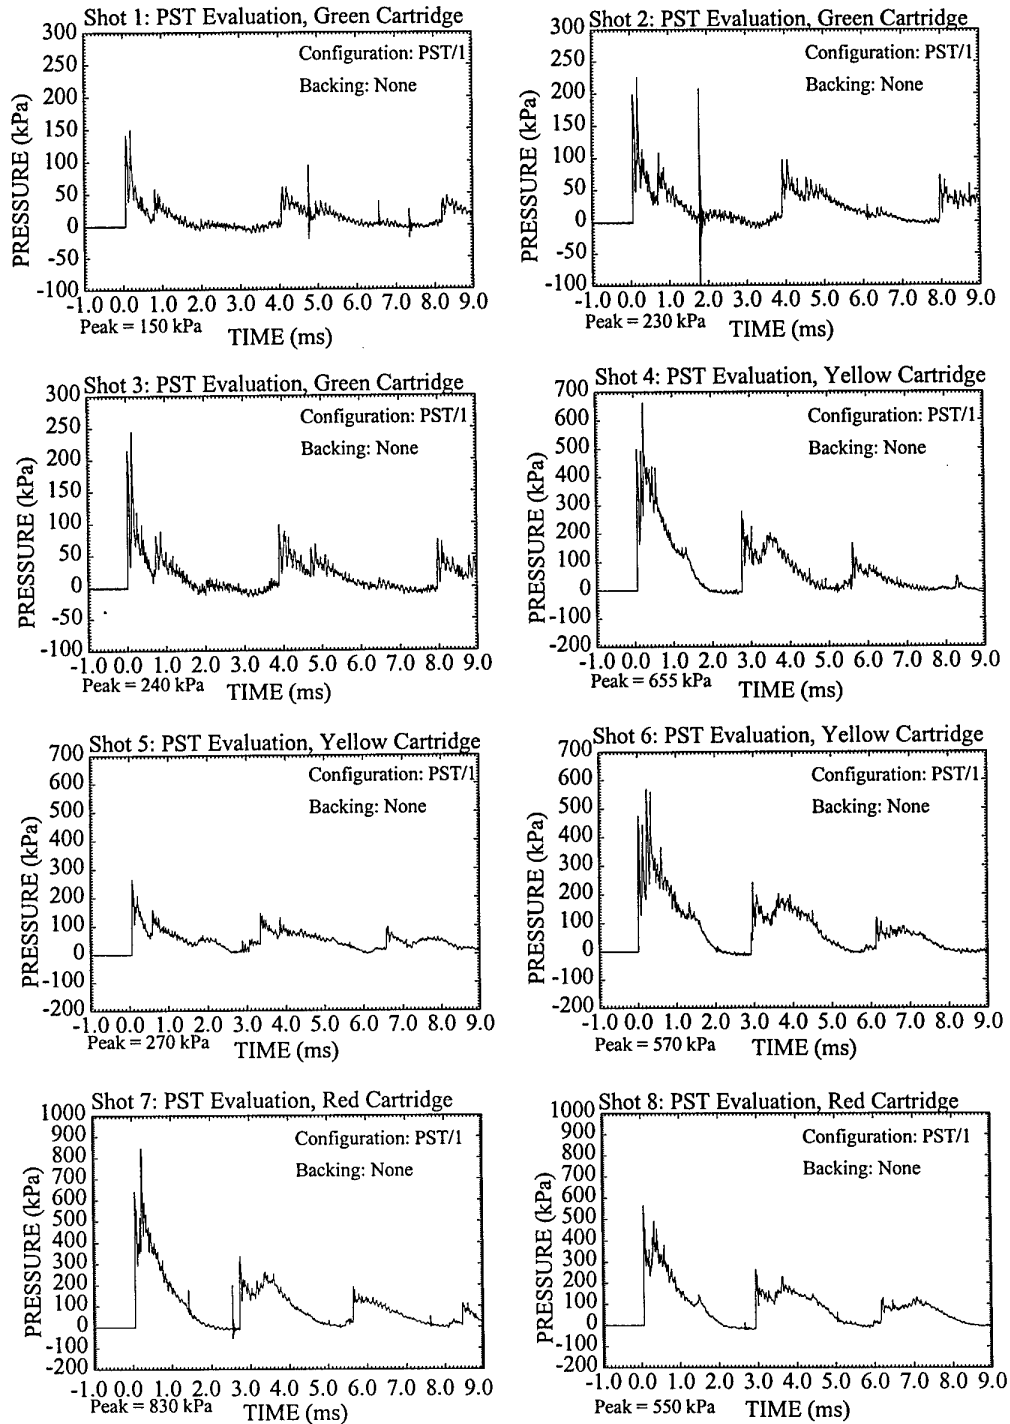 Shot 1: PST Evaluation, Green Cartridge
Configuration: PST/1
Backing: None
PRESSURE (kPa)
300
250
200
150
100
50
0
-50
-100
-1.0 0.0 1.0 2.0 3.0 4.0 5.0 6.0 7.0 8.0 9.0
Peak = 150 kPa
TIME (ms)
Shot 2: PST Evaluation, Green Cartridge
Configuration: PST/1
Backing: None
PRESSURE (kPa)
300
250
200
150
100
50
0
-50
-100
-1.0 0.0 1.0 2.0 3.0 4.0 5.0 6.0 7.0 8.0 9.0
Peak = 230 kPa
TIME (ms)
Shot 3: PST Evaluation, Green Cartridge
Configuration: PST/1
Backing: None
PRESSURE (kPa)
300
250
200
150
100
50
0
-50
-100
-1.0 0.0 1.0 2.0 3.0 4.0 5.0 6.0 7.0 8.0 9.0
Peak = 240 kPa
TIME (ms)
Shot 4: PST Evaluation, Yellow Cartridge
Configuration: PST/1
Backing: None
PRESSURE (kPa)
700
600
500
400
300
200
100
0
-100
-200
-1.0 0.0 1.0 2.0 3.0 4.0 5.0 6.0 7.0 8.0 9.0
Peak = 655 kPa
TIME (ms)
Shot 5: PST Evaluation, Yellow Cartridge
Configuration: PST/1
Backing: None
PRESSURE (kPa)
700
600
500
400
300
200
100
0
-100
-200
-1.0 0.0 1.0 2.0 3.0 4.0 5.0 6.0 7.0 8.0 9.0
Peak = 270 kPa
TIME (ms)
Shot 6: PST Evaluation, Yellow Cartridge
Configuration: PST/1
Backing: None
PRESSURE (kPa)
700
600
500
400
300
200
100
0
-100
-200
-1.0 0.0 1.0 2.0 3.0 4.0 5.0 6.0 7.0 8.0 9.0
Peak = 570 kPa
TIME (ms)
Shot 7: PST Evaluation, Red Cartridge
Configuration: PST/1
Backing: None
PRESSURE (kPa)
1000
900
800
700
600
500
400
300
200
100
0
-100
-200
-1.0 0.0 1.0 2.0 3.0 4.0 5.0 6.0 7.0 8.0 9.0
Peak = 830 kPa
TIME (ms)
Shot 8: PST Evaluation, Red Cartridge
Configuration: PST/1
Backing: None
PRESSURE (kPa)
1000
900
800
700
600
500
400
300
200
100
0
-100
-200
-1.0 0.0 1.0 2.0 3.0 4.0 5.0 6.0 7.0 8.0 9.0
Peak = 550 kPa
TIME (ms)